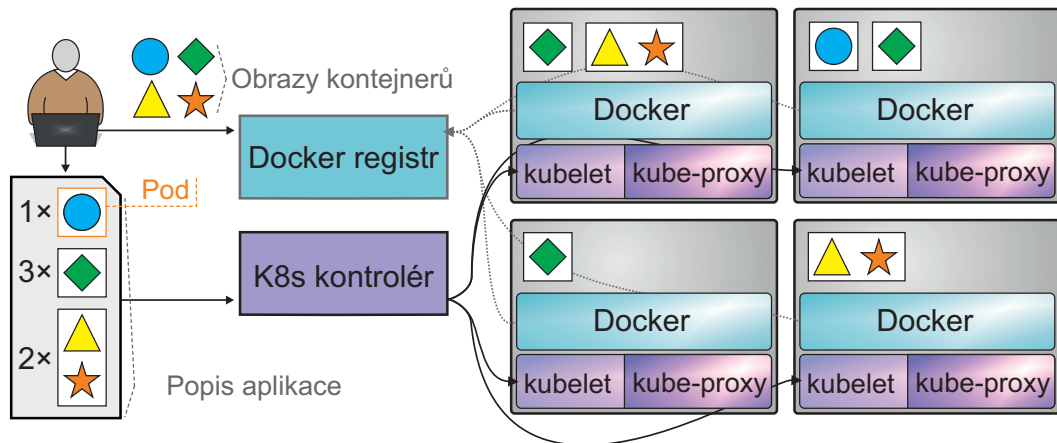 Obrazy kontejnerů
Docker registr
Pod
1×
3×
2×
K8s kontrolér
Popis aplikace
Docker
kubelet
kube-proxy
Docker
kubelet
kube-proxy
Docker
kubelet
kube-proxy
Docker
kubelet
kube-proxy